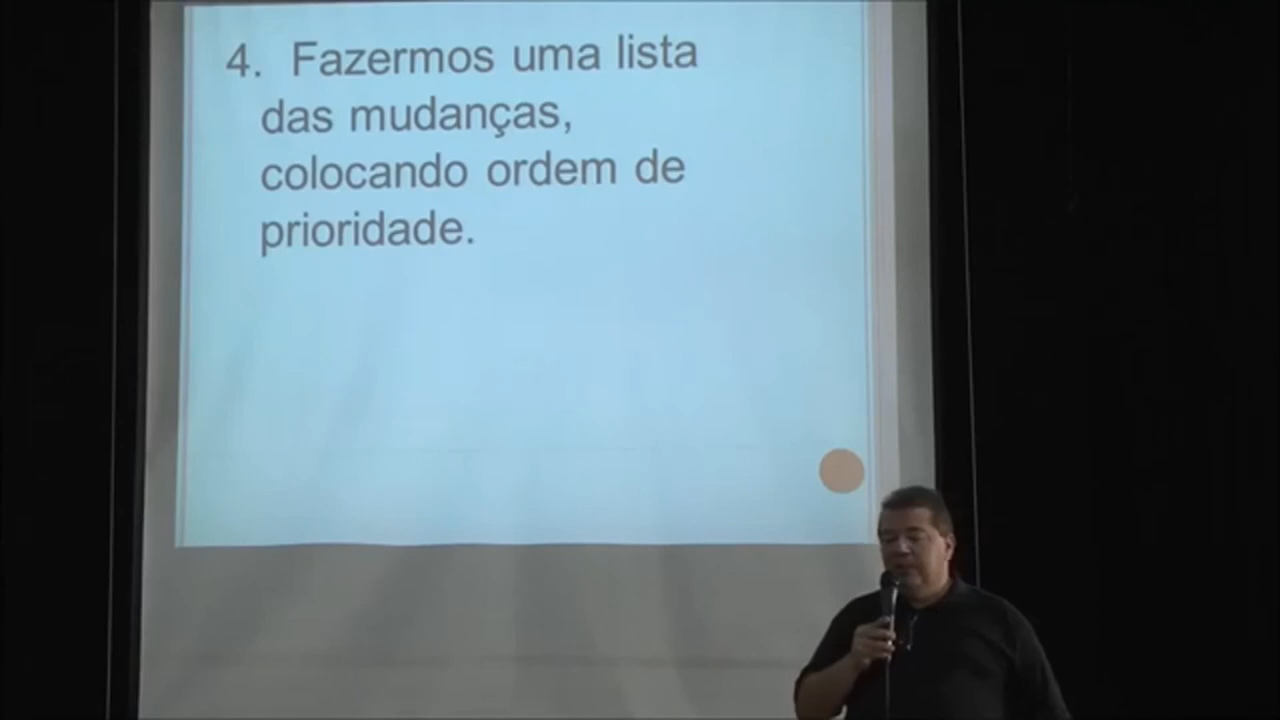 4. Fazermos uma lista
das mudanças,
colocando ordem de
prioridade.